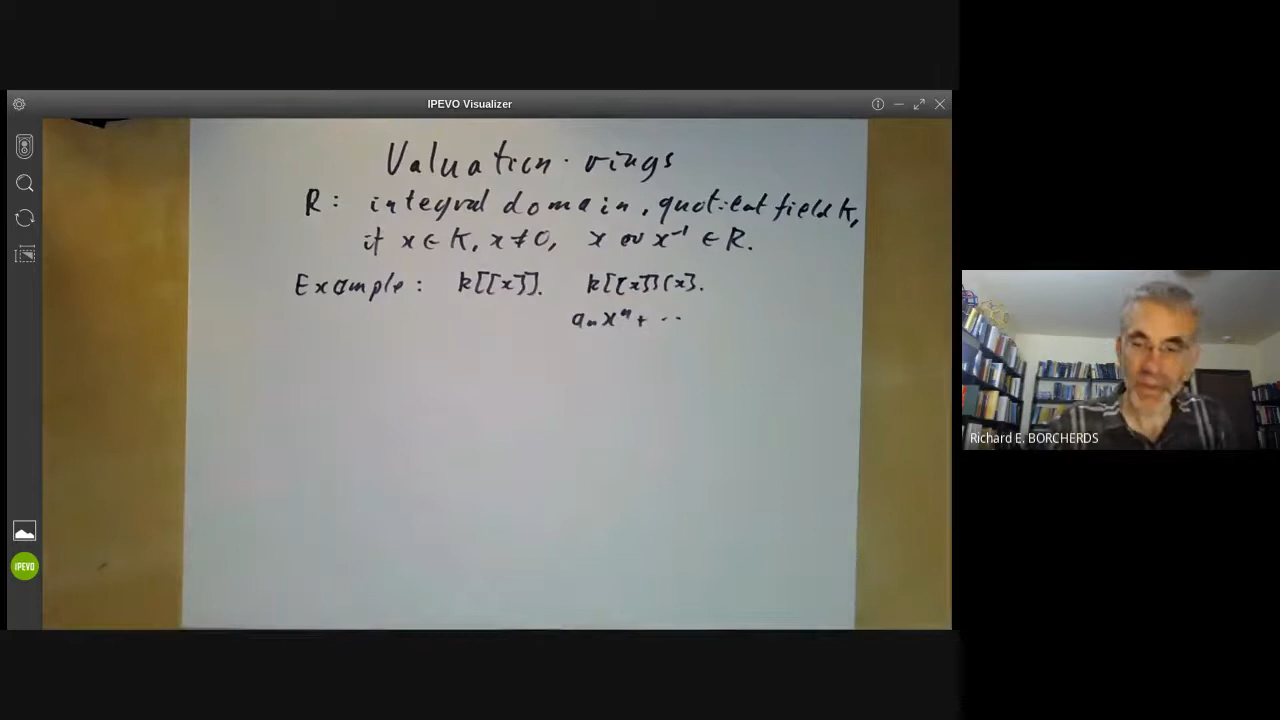 IPEVO Visualizer
Valuation rings
R: integral domain, quotient field K,
if x ∈ K, x ≠ 0, x or x⁻¹ ∈ R.
Example: k[[x]]. k[[x]][x].
aₙxⁿ + ··
Richard E. BORCHERDS
IPEVO